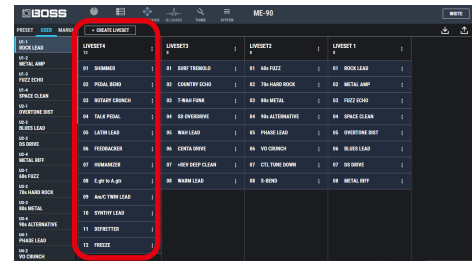 BOSS
ME-90
WRITE
LIBRARIAN
TUNER
SYSTEM
PRESET USER MANUAL
+ CREATE LIVESET
U1-1
ROCK LEAD
U1-2
METAL AMP
U1-3
FUZZ ECHO
U1-4
SPACE CLEAN
U2-1
OVERTONE DIST
U2-2
BLUES LEAD
U2-3
DS DRIVE
U2-4
METAL RIFF
U3-1
60s FUZZ
U3-2
70s HARD ROCK
U3-3
80s METAL
U3-4
90s ALTERNATIVE
U4-1
PHASE LEAD
U4-2
VO CRUNCH
LIVESET4
12
01 SHIMMER
02 PEDAL BEND
03 ROTARY CRUNCH
04 TALK PEDAL
05 LATIN LEAD
06 FEEDBACKER
07 HUMANIZER
08 E.gtr to A.gtr
09 Am/C TWIN LEAD
10 SYNTHY LEAD
11 DEFRETTER
12 FREEZE
LIVESET3
8
01 SURF TREMOLO
02 COUNTRY ECHO
03 T-WAH FUNK
04 SD OVERDRIVE
05 WAH LEAD
06 CENTA DRIVE
07 +REV DEEP CLEAN
08 WARM LEAD
LIVESET2
8
01 60s FUZZ
02 70s HARD ROCK
03 80s METAL
04 90s ALTERNATIVE
05 PHASE LEAD
06 VO CRUNCH
07 CTL TUNE DOWN
08 S-BEND
LIVESET 1
8
01 ROCK LEAD
02 METAL AMP
03 FUZZ ECHO
04 SPACE CLEAN
05 OVERTONE DIST
06 BLUES LEAD
07 DS DRIVE
08 METAL RIFF